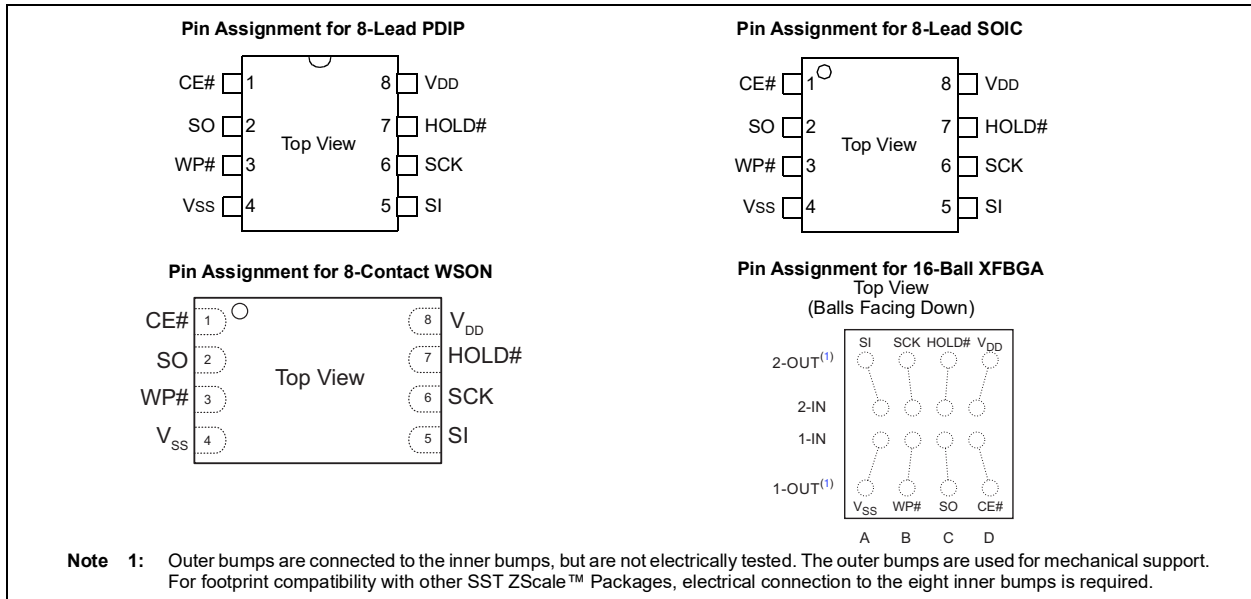 Pin Assignment for 8-Lead PDIP
CE# 1 8 VDD
SO 2 7 HOLD#
Top View
WP# 3 6 SCK
VSS 4 5 SI
Pin Assignment for 8-Lead SOIC
CE# 1 8 VDD
SO 2 7 HOLD#
Top View
WP# 3 6 SCK
VSS 4 5 SI
Pin Assignment for 8-Contact WSON
CE# 1 8 VDD
SO 2 7 HOLD#
Top View
WP# 3 6 SCK
VSS 4 5 SI
Pin Assignment for 16-Ball XFBGA
Top View
(Balls Facing Down)
SI SCK HOLD# VDD
2-OUT(1)
2-IN
1-IN
1-OUT(1)
VSS WP# SO CE#
A B C D
Note 1: Outer bumps are connected to the inner bumps, but are not electrically tested. The outer bumps are used for mechanical support.
For footprint compatibility with other SST ZScale™ Packages, electrical connection to the eight inner bumps is required.